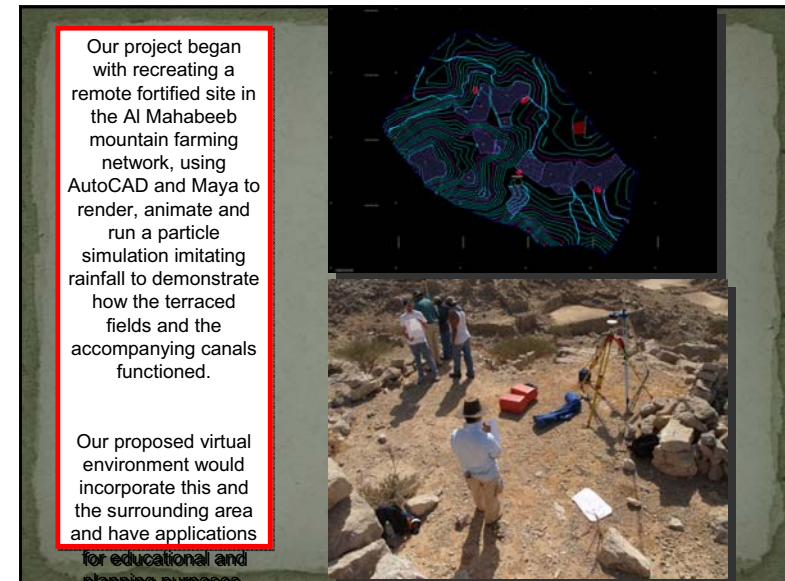 Our project began
with recreating a
remote fortified site in
the Al Mahabeeb
mountain farming
network, using
AutoCAD and Maya to
render, animate and
run a particle
simulation imitating
rainfall to demonstrate
how the terraced
fields and the
accompanying canals
functioned.
Our proposed virtual
environment would
incorporate this and
the surrounding area
and have applications
for educational and
planning purposes